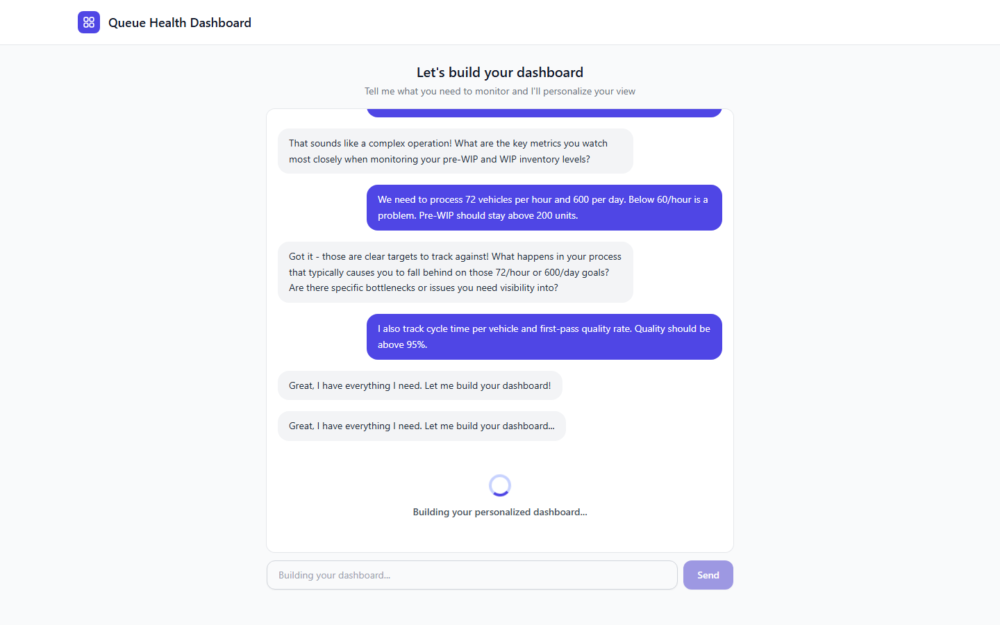 Queue Health Dashboard
Let's build your dashboard
Tell me what you need to monitor and I'll personalize your view
That sounds like a complex operation! What are the key metrics you watch
most closely when monitoring your pre-WIP and WIP inventory levels?
We need to process 72 vehicles per hour and 600 per day. Below 60/hour is a
problem. Pre-WIP should stay above 200 units.
Got it - those are clear targets to track against! What happens in your process
that typically causes you to fall behind on those 72/hour or 600/day goals?
Are there specific bottlenecks or issues you need visibility into?
I also track cycle time per vehicle and first-pass quality rate. Quality should be
above 95%.
Great, I have everything I need. Let me build your dashboard!
Great, I have everything I need. Let me build your dashboard...
Building your personalized dashboard...
Building your dashboard...
Send